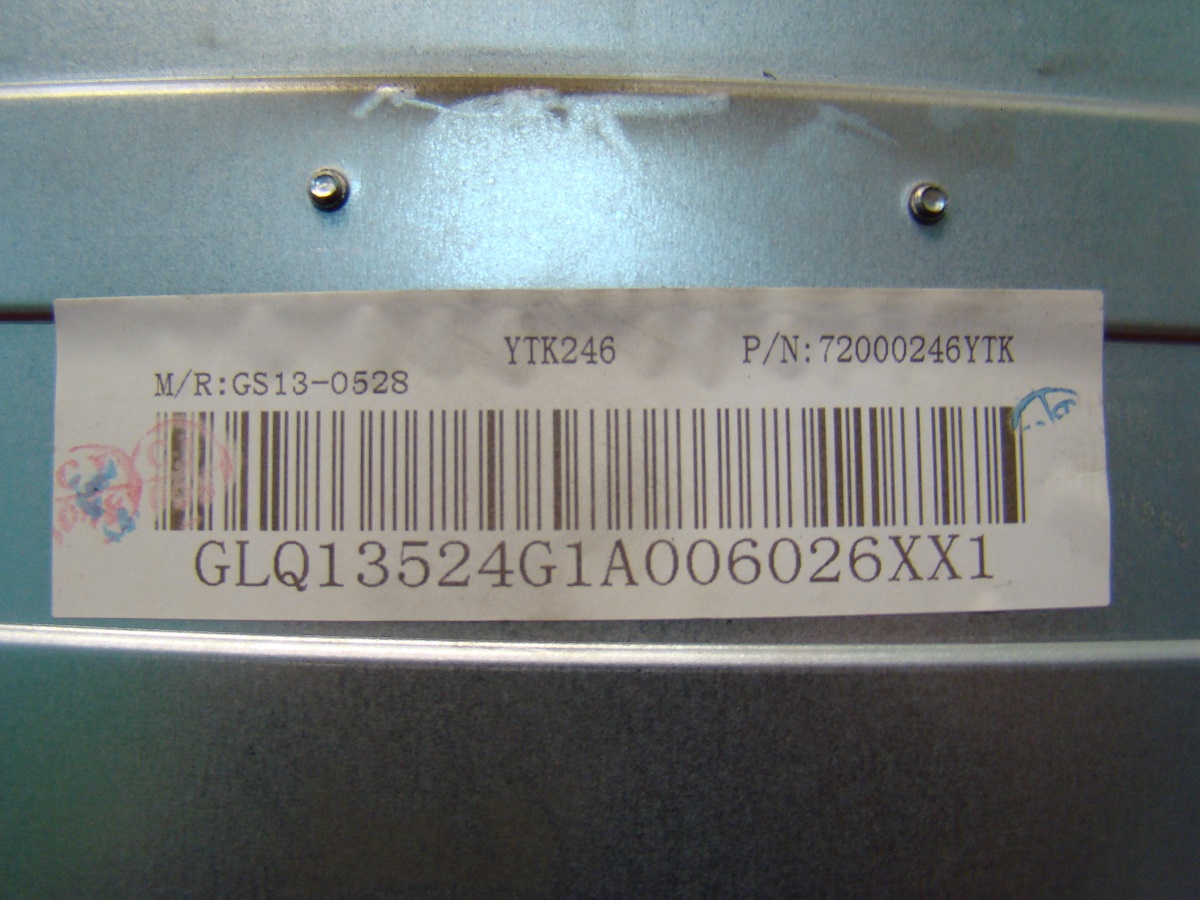 YTK246 P/N:72000246YTK
M/R:GS13-0528
GLQ13524G1A006026XX1